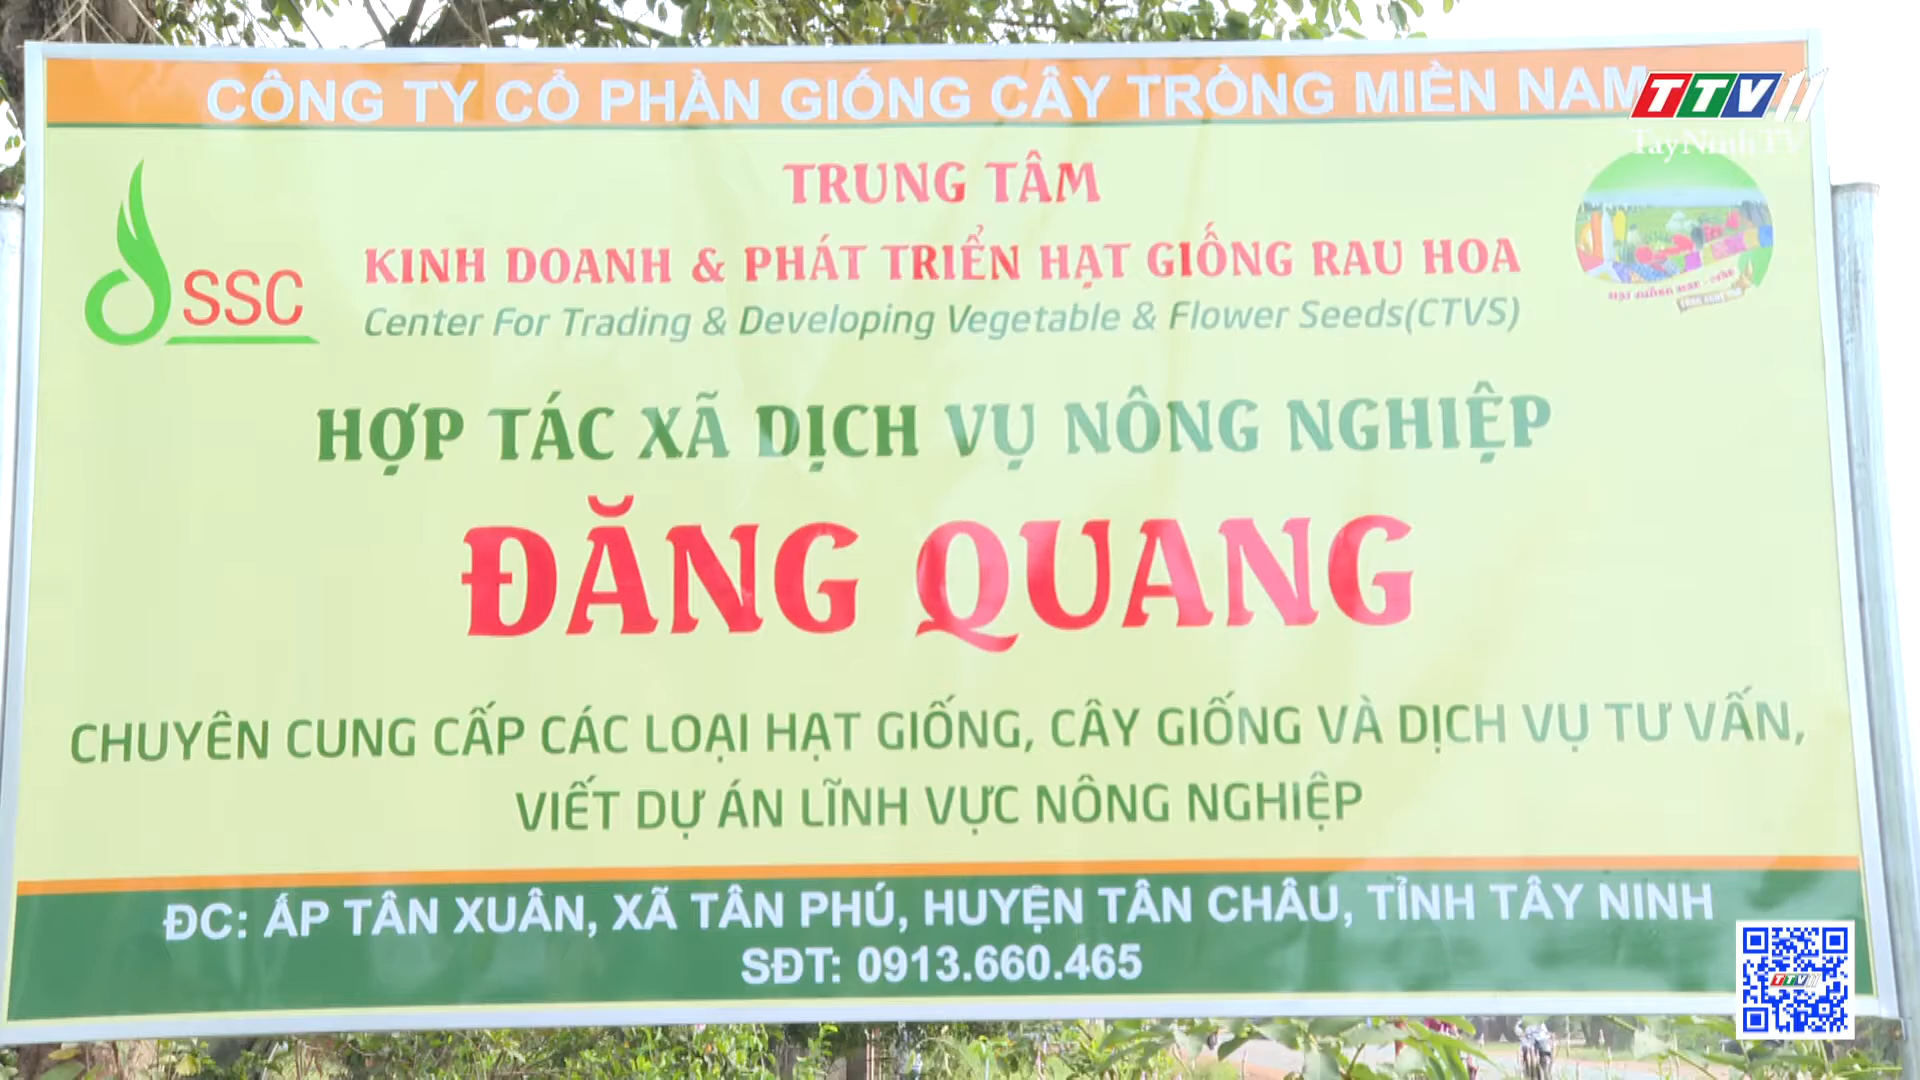 CÔNG TY CỔ PHẦN GIỐNG CÂY TRỒNG MIỀN NAM
TTV11
TayNinhTV
TRUNG TÂM
KINH DOANH & PHÁT TRIỂN HẠT GIỐNG RAU HOA
SSC
Center For Trading & Developing Vegetable & Flower Seeds(CTVS)
HỢP TÁC XÃ DỊCH VỤ NÔNG NGHIỆP
ĐĂNG QUANG
CHUYÊN CUNG CẤP CÁC LOẠI HẠT GIỐNG, CÂY GIỐNG VÀ DỊCH VỤ TƯ VẤN,
VIẾT DỰ ÁN LĨNH VỰC NÔNG NGHIỆP
ĐC: ẤP TÂN XUÂN, XÃ TÂN PHÚ, HUYỆN TÂN CHÂU, TỈNH TÂY NINH
SĐT: 0913.660.465
TTV11